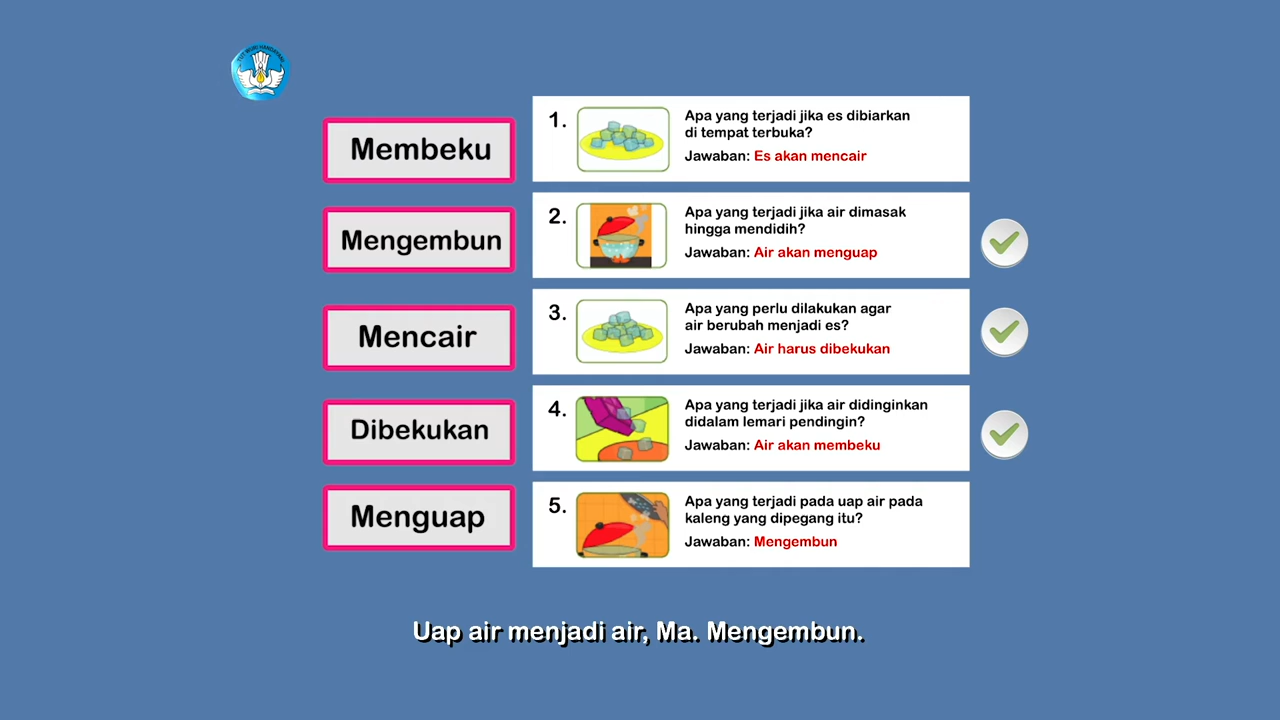 TUT WURI HANDAYANI
Membeku
Mengembun
Mencair
Dibekukan
Menguap
1.
Apa yang terjadi jika es dibiarkan
di tempat terbuka?
Jawaban: Es akan mencair
2.
Apa yang terjadi jika air dimasak
hingga mendidih?
Jawaban: Air akan menguap
3.
Apa yang perlu dilakukan agar
air berubah menjadi es?
Jawaban: Air harus dibekukan
4.
Apa yang terjadi jika air didinginkan
didalam lemari pendingin?
Jawaban: Air akan membeku
5.
Apa yang terjadi pada uap air pada
kaleng yang dipegang itu?
Jawaban: Mengembun
Uap air menjadi air, Ma. Mengembun.